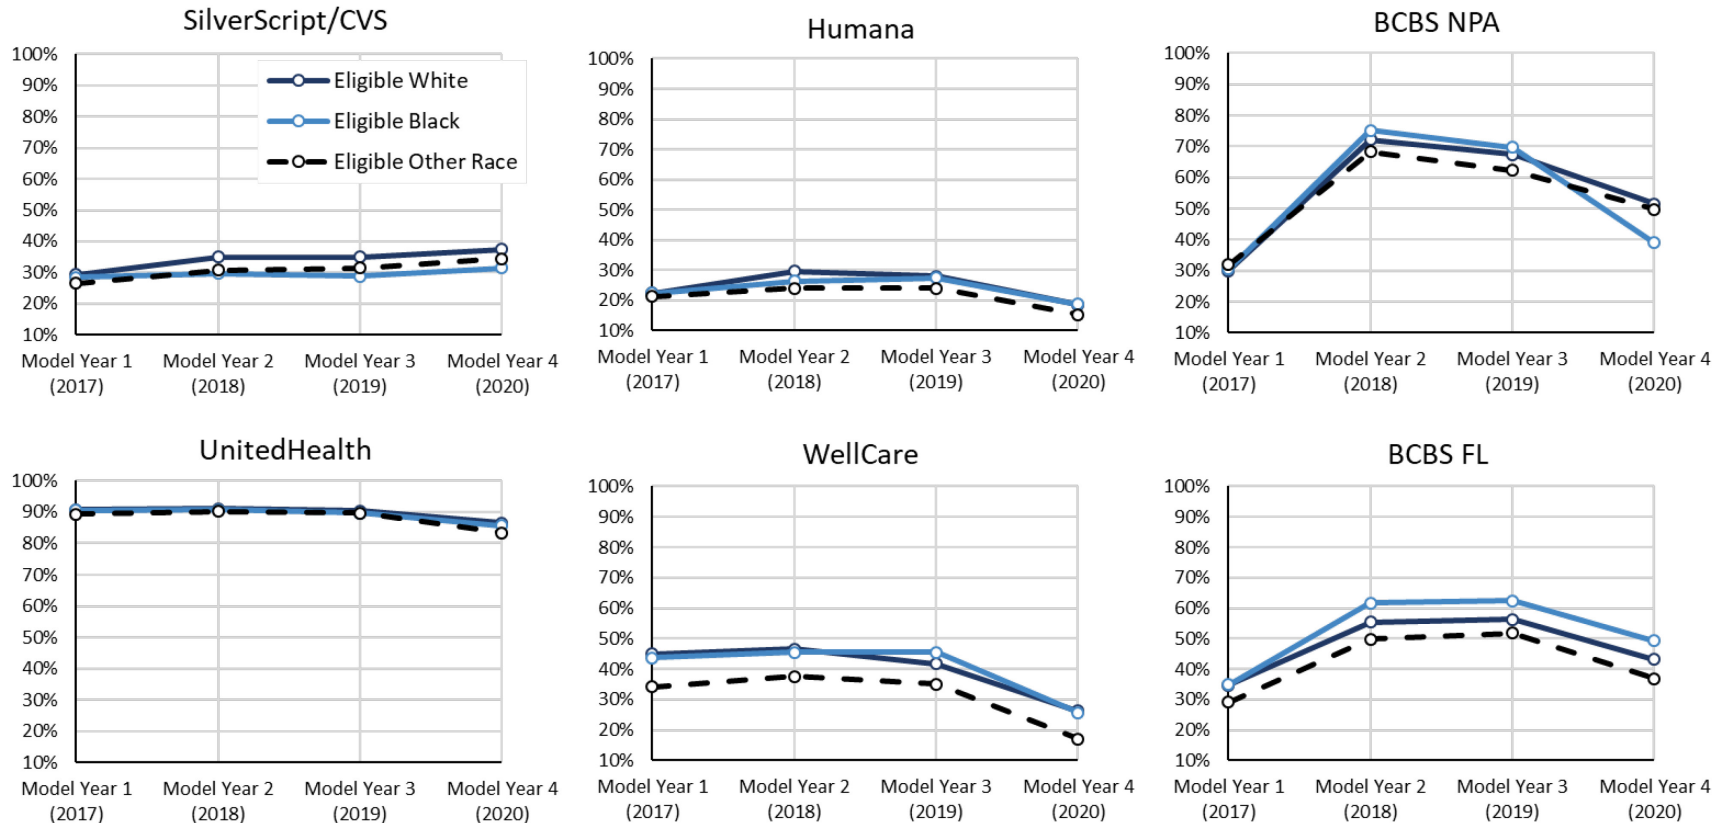 SilverScript/CVS
100%
90%
80%
70%
60%
50%
40%
30%
20%
10%
Eligible White
Eligible Black
Eligible Other Race
Model Year 1 Model Year 2 Model Year 3 Model Year 4
(2017) (2018) (2019) (2020)
Humana
100%
90%
80%
70%
60%
50%
40%
30%
20%
10%
Model Year 1 Model Year 2 Model Year 3 Model Year 4
(2017) (2018) (2019) (2020)
BCBS NPA
100%
90%
80%
70%
60%
50%
40%
30%
20%
10%
Model Year 1 Model Year 2 Model Year 3 Model Year 4
(2017) (2018) (2019) (2020)
UnitedHealth
100%
90%
80%
70%
60%
50%
40%
30%
20%
10%
Model Year 1 Model Year 2 Model Year 3 Model Year 4
(2017) (2018) (2019) (2020)
WellCare
100%
90%
80%
70%
60%
50%
40%
30%
20%
10%
Model Year 1 Model Year 2 Model Year 3 Model Year 4
(2017) (2018) (2019) (2020)
BCBS FL
100%
90%
80%
70%
60%
50%
40%
30%
20%
10%
Model Year 1 Model Year 2 Model Year 3 Model Year 4
(2017) (2018) (2019) (2020)